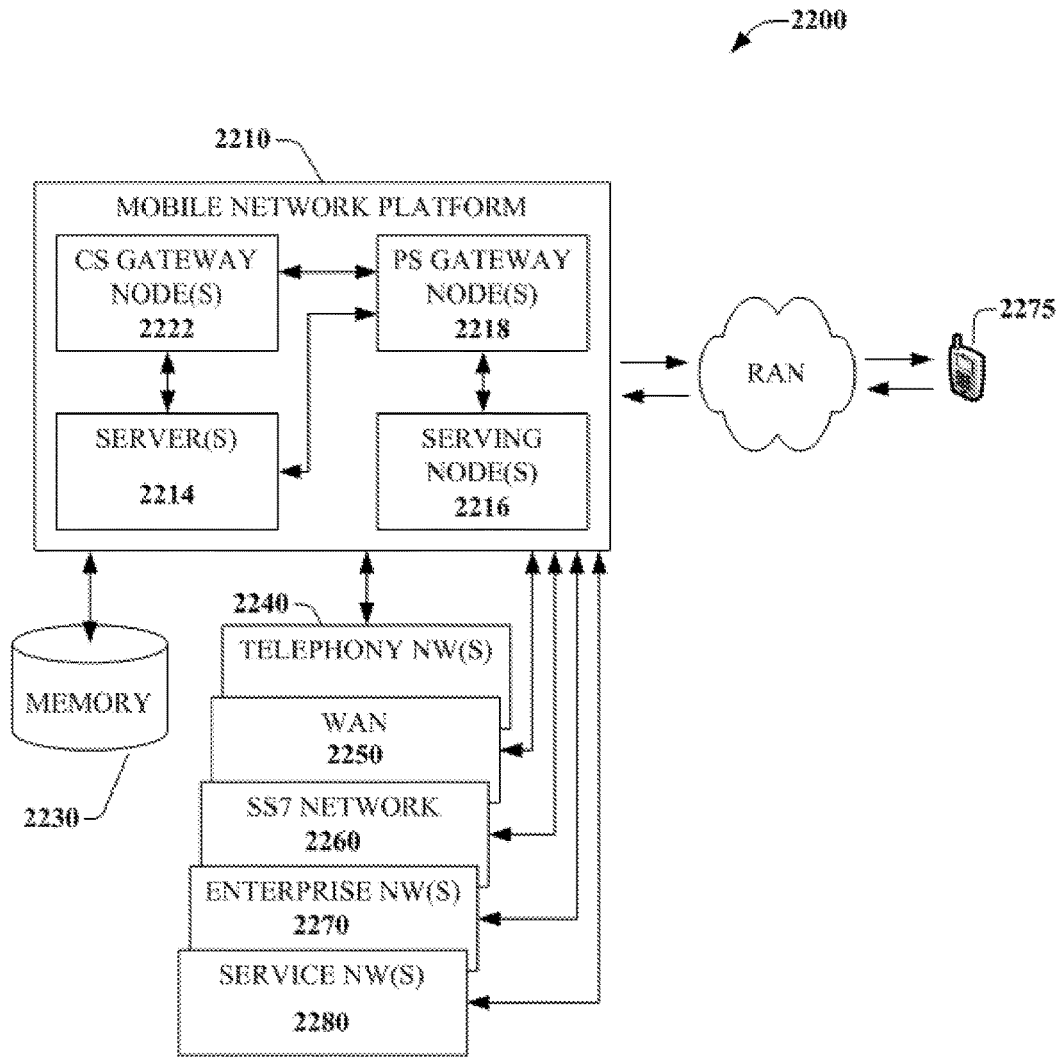 2200
2210
MOBILE NETWORK PLATFORM
CS GATEWAY
NODE(S)
2222
PS GATEWAY
NODE(S)
2218
SERVER(S)
2214
SERVING
NODE(S)
2216
RAN
2275
MEMORY
2230
2240
TELEPHONY NW(S)
WAN
2250
SS7 NETWORK
2260
ENTERPRISE NW(S)
2270
SERVICE NW(S)
2280